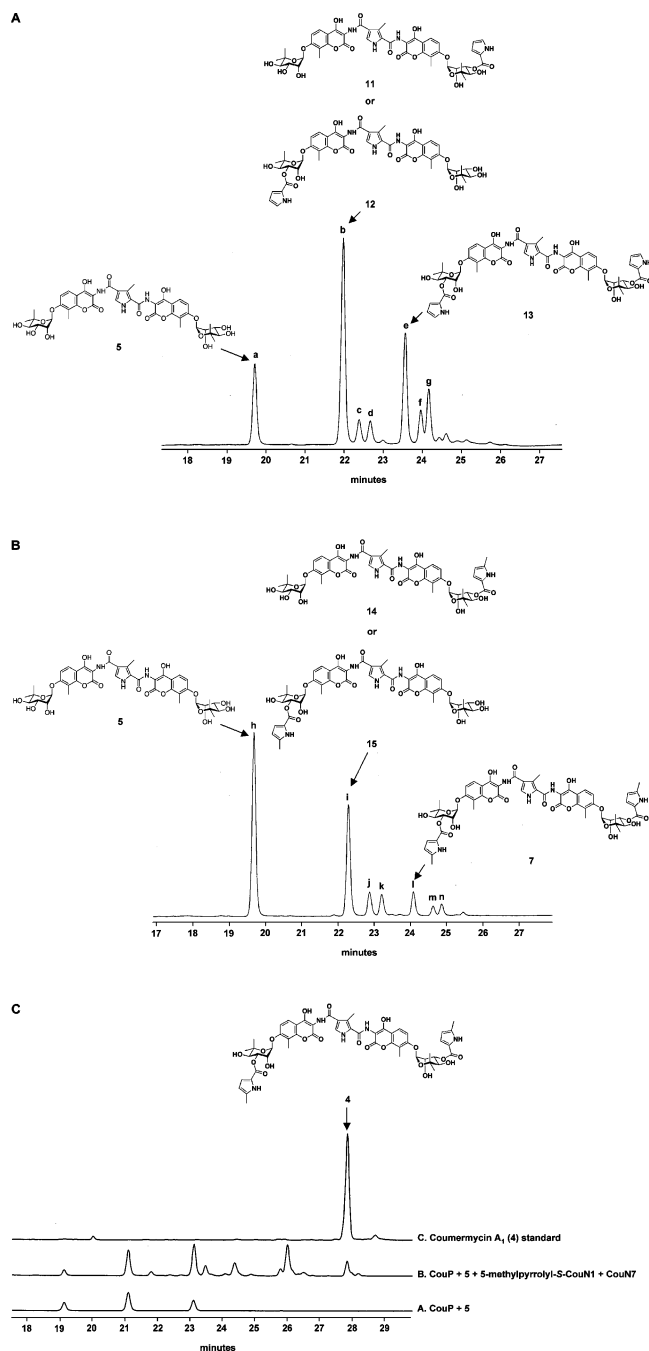 A
11
or
12
13
5
a
b
c
d
e
f
g
18 19 20 21 22 23 24 25 26 27
minutes
B
14
or
15
5
7
h
i
j
k
l
m n
17 18 19 20 21 22 23 24 25 26 27
minutes
C
4
C. Coumermycin A1 (4) standard
B. CouP + 5 + 5-methylpyrrolyl-S-CouN1 + CouN7
A. CouP + 5
18 19 20 21 22 23 24 25 26 27 28 29
minutes